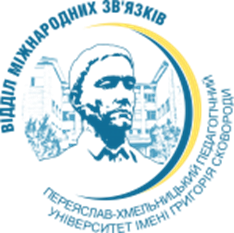 ВІДДІЛ МІЖНАРОДНИХ ЗВ'ЯЗКІВ
ПЕРЕЯСЛАВ-ХМЕЛЬНИЦЬКИЙ ПЕДАГОГІЧНИЙ
УНІВЕРСИТЕТ ІМЕНІ ГРИГОРІЯ СКОВОРОДИ